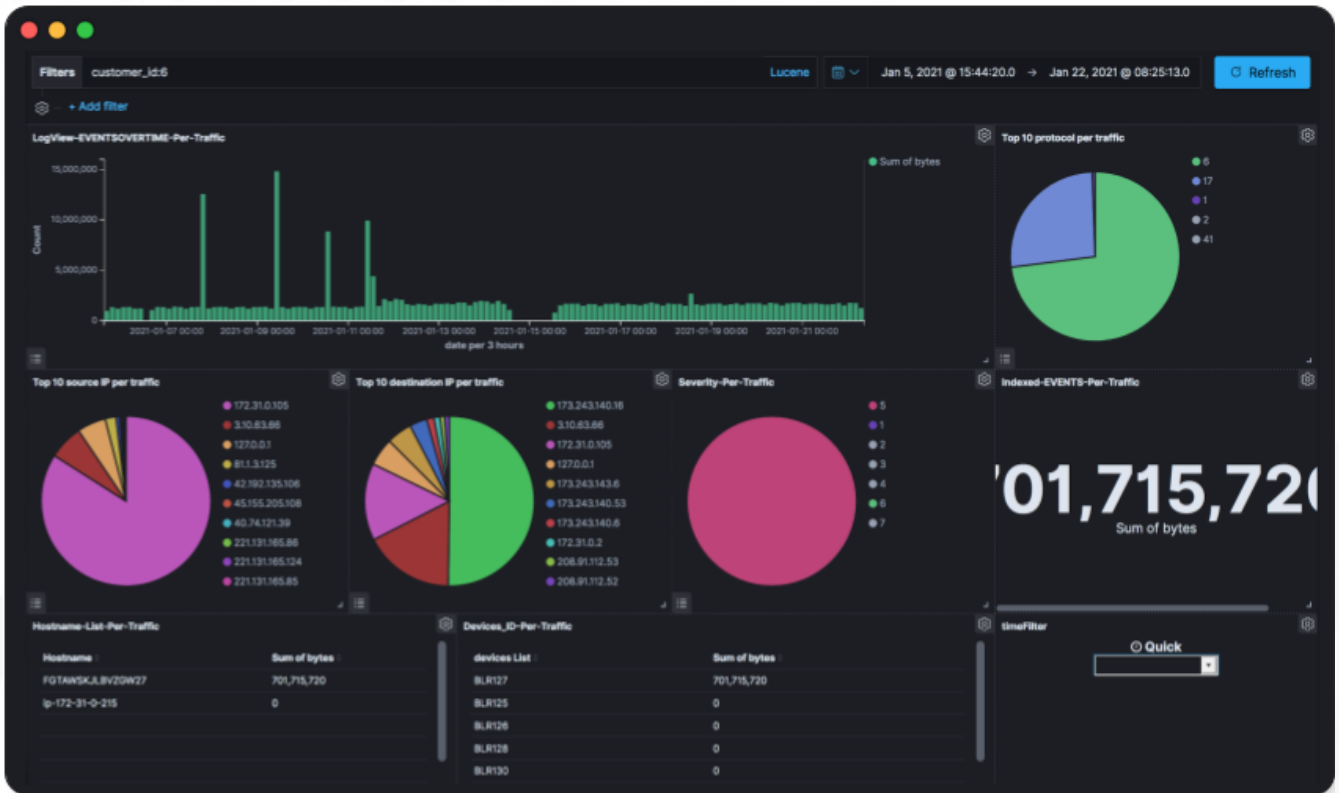 Filters customer_id:6 Lucene Jan 5, 2021 @ 15:44:20.0 → Jan 22, 2021 @ 08:25:13.0 Refresh
+ Add filter
LogView-EVENTSOVERTIME-Per-Traffic
15,000,000
10,000,000
5,000,000
0
Count
2021-01-07 00:00 2021-01-09 00:00 2021-01-11 00:00 2021-01-13 00:00 2021-01-15 00:00 2021-01-17 00:00 2021-01-19 00:00 2021-01-21 00:00
date per 3 hours
Sum of bytes
Top 10 protocol per traffic
6
17
1
2
41
Top 10 source IP per traffic
172.31.0.105
3.10.63.66
127.0.0.1
81.1.3.125
42.192.135.106
45.155.205.108
40.74.121.39
221.131.165.86
221.131.165.124
221.131.165.85
Top 10 destination IP per traffic
173.243.140.16
3.10.63.66
172.31.0.105
127.0.0.1
173.243.143.6
173.243.140.53
173.243.140.6
172.31.0.2
208.91.112.53
208.91.112.52
Severity-Per-Traffic
5
1
2
3
4
6
7
Indexed-EVENTS-Per-Traffic
701,715,720
Sum of bytes
Hostname-List-Per-Traffic
Hostname Sum of bytes
FGTAWSKJLBVZGW27 701,715,720
ip-172-31-0-215 0
Devices_ID-Per-Traffic
devices List Sum of bytes
BLR127 701,715,720
BLR125 0
BLR126 0
BLR128 0
BLR130 0
timeFilter
Quick